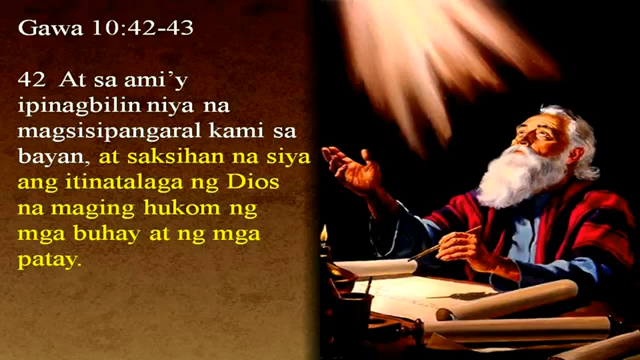 Gawa 10:42-43
42 At sa ami’y
ipinagbilin niya na
magsisipangaral kami sa
bayan, at saksihan na siya
ang itinatalaga ng Dios
na maging hukom ng
mga buhay at ng mga
patay.